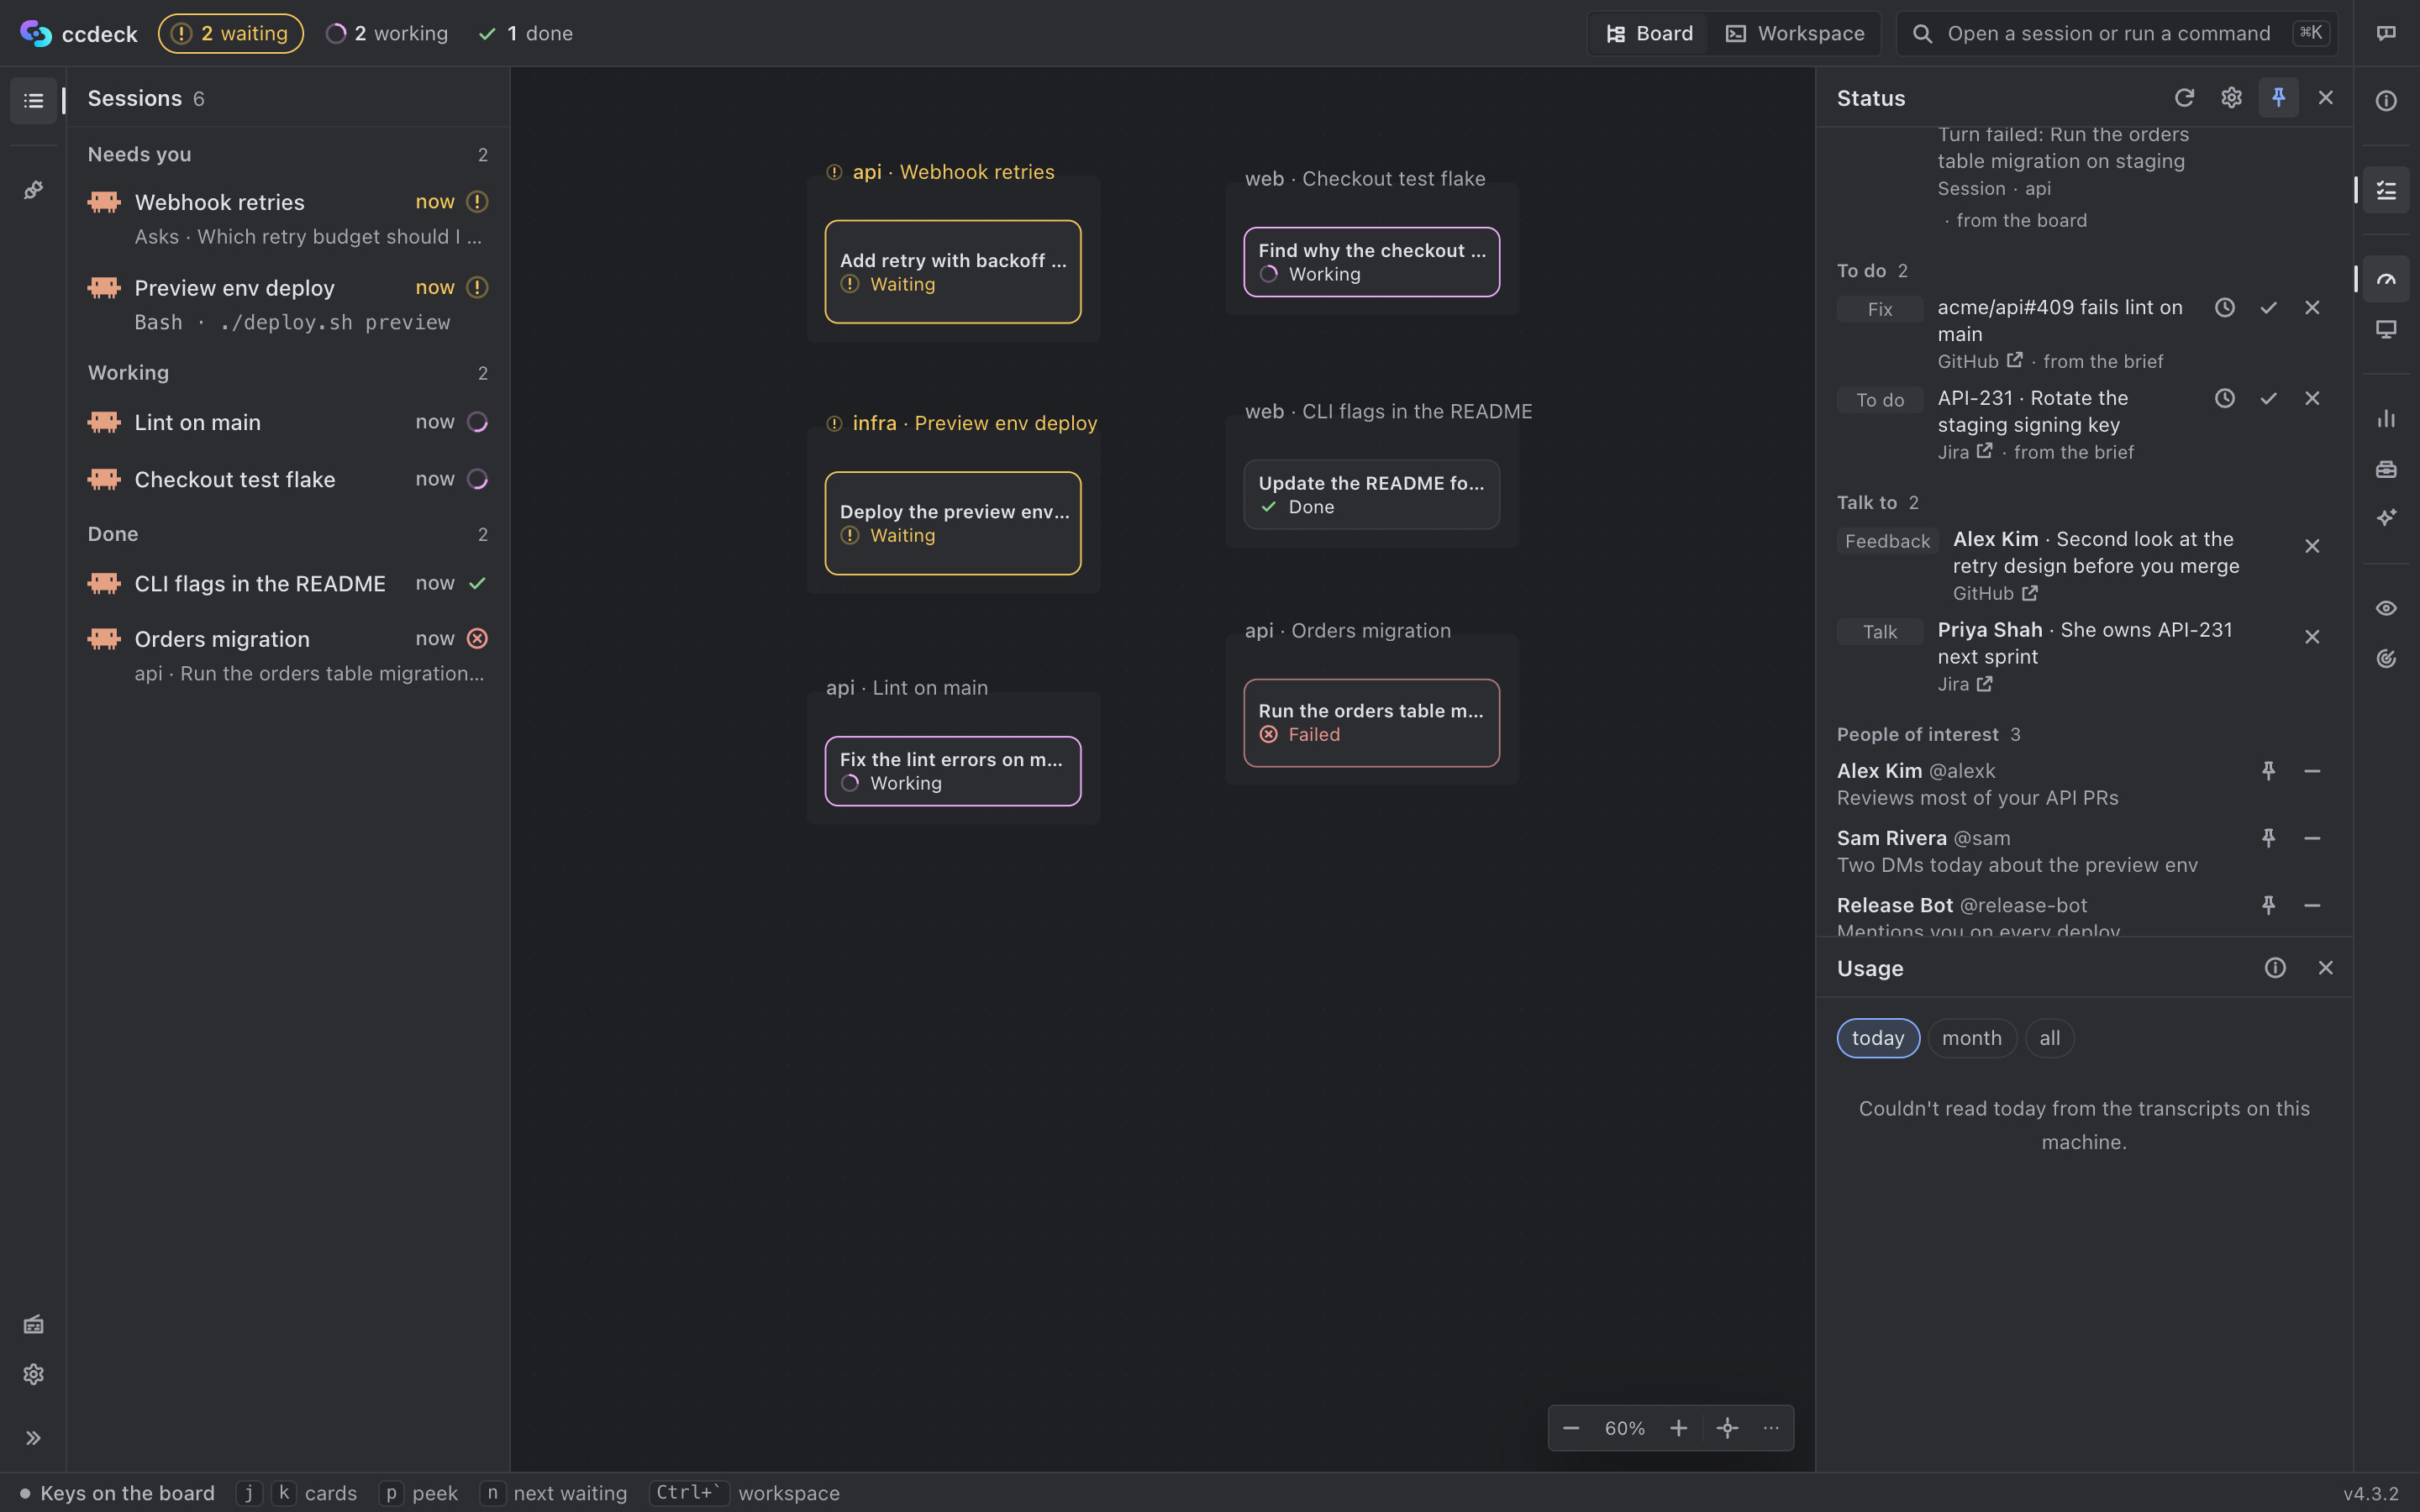 ccdeck
2 waiting
2 working
1 done
Board
Workspace
Open a session or run a command
⌘K
Sessions 6
Needs you 2
Webhook retries now
Asks · Which retry budget should I ...
Preview env deploy now
Bash · ./deploy.sh preview
Working 2
Lint on main now
Checkout test flake now
Done 2
CLI flags in the README now
Orders migration now
api · Run the orders table migration...
api · Webhook retries
Add retry with backoff ...
Waiting
infra · Preview env deploy
Deploy the preview env...
Waiting
api · Lint on main
Fix the lint errors on m...
Working
web · Checkout test flake
Find why the checkout ...
Working
web · CLI flags in the README
Update the README fo...
Done
api · Orders migration
Run the orders table m...
Failed
60%
Status
Turn failed: Run the orders
table migration on staging
Session · api
· from the board
To do 2
Fix
acme/api#409 fails lint on
main
GitHub · from the brief
To do
API-231 · Rotate the
staging signing key
Jira · from the brief
Talk to 2
Feedback
Alex Kim · Second look at the
retry design before you merge
GitHub
Talk
Priya Shah · She owns API-231
next sprint
Jira
People of interest 3
Alex Kim @alexk
Reviews most of your API PRs
Sam Rivera @sam
Two DMs today about the preview env
Release Bot @release-bot
Mentions you on every deploy
Usage
today
month
all
Couldn't read today from the transcripts on this
machine.
Keys on the board j k cards p peek n next waiting Ctrl+` workspace
v4.3.2